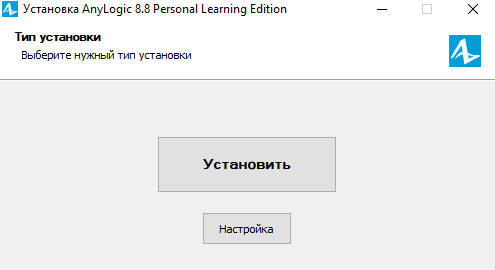 Установка AnyLogic 8.8 Personal Learning Edition
Тип установки
Выберите нужный тип установки
Установить
Настройка